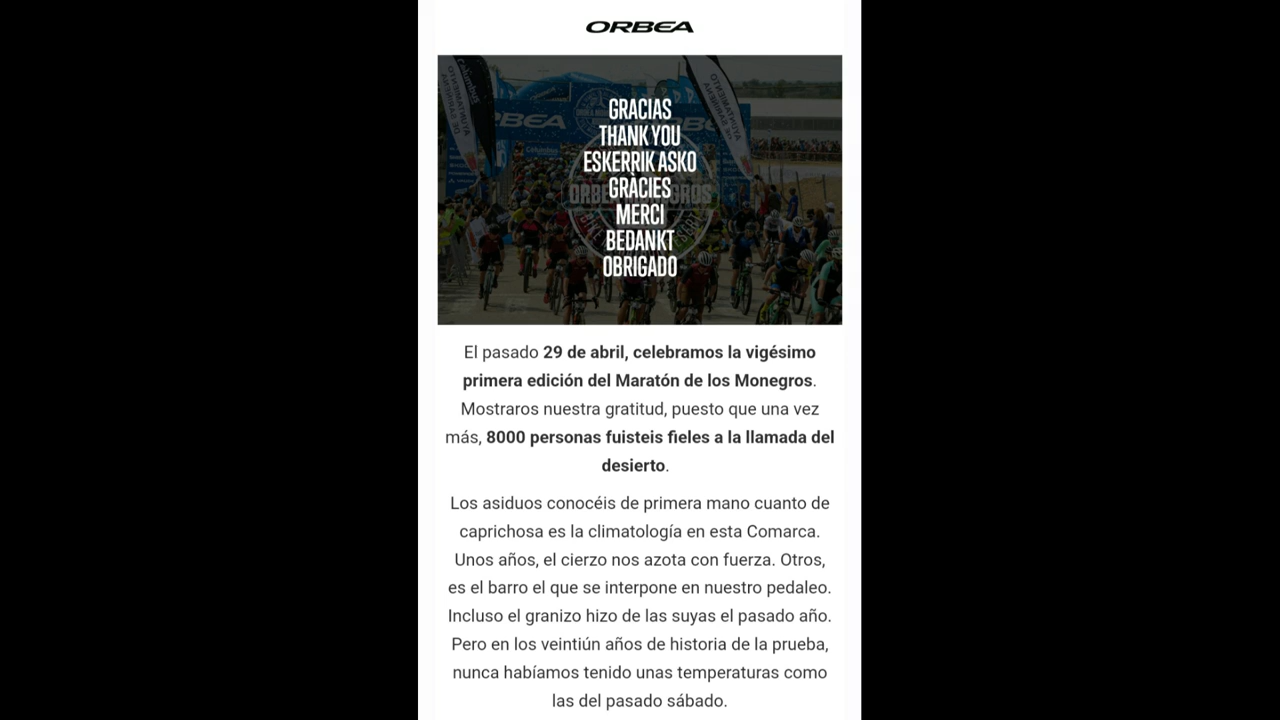 ORBEA
GRACIAS
THANK YOU
ESKERRIK ASKO
GRÀCIES
MERCI
BEDANKT
OBRIGADO
ORBEA MONEGROS
El pasado 29 de abril, celebramos la vigésimo
primera edición del Maratón de los Monegros.
Mostraros nuestra gratitud, puesto que una vez
más, 8000 personas fuisteis fieles a la llamada del
desierto.
Los asiduos conocéis de primera mano cuanto de
caprichosa es la climatología en esta Comarca.
Unos años, el cierzo nos azota con fuerza. Otros,
es el barro el que se interpone en nuestro pedaleo.
Incluso el granizo hizo de las suyas el pasado año.
Pero en los veintiún años de historia de la prueba,
nunca habíamos tenido unas temperaturas como
las del pasado sábado.